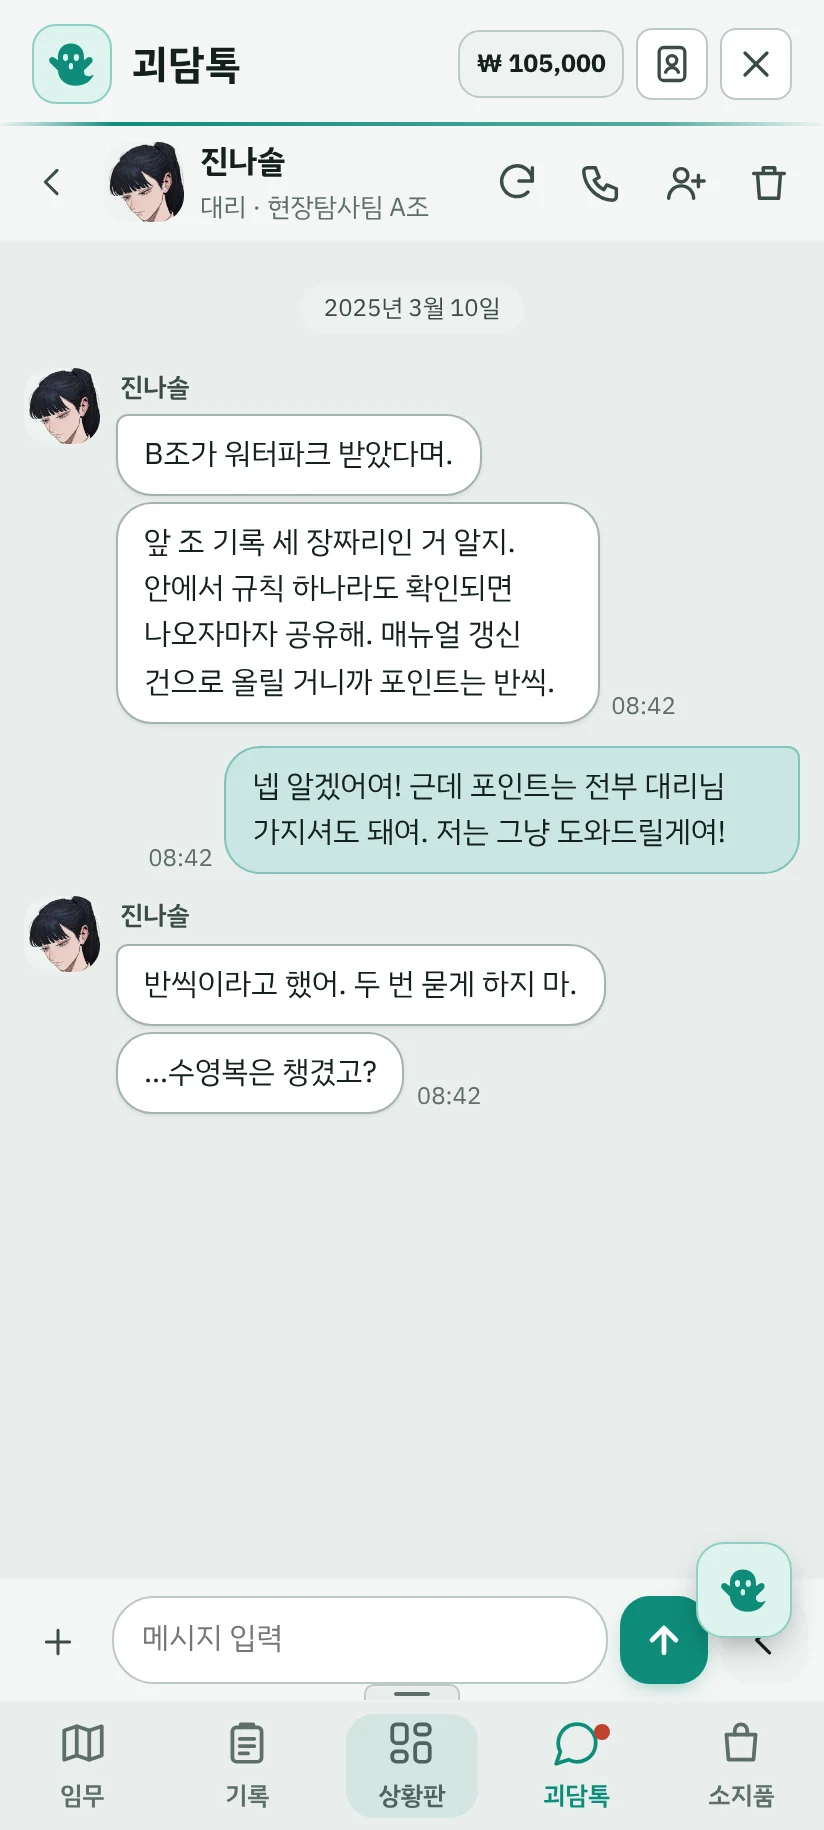 괴담톡
₩ 105,000
진나솔
대리 · 현장탐사팀 A조
2025년 3월 10일
진나솔
B조가 워터파크 받았다며.
앞 조 기록 세 장짜리인 거 알지.
안에서 규칙 하나라도 확인되면
나오자마자 공유해. 매뉴얼 갱신
건으로 올릴 거니까 포인트는 반씩.
08:42
넵 알겠어여! 근데 포인트는 전부 대리님
가지셔도 돼여. 저는 그냥 도와드릴게여!
08:42
진나솔
반씩이라고 했어. 두 번 묻게 하지 마.
...수영복은 챙겼고?
08:42
메시지 입력
임무
기록
상황판
괴담톡
소지품